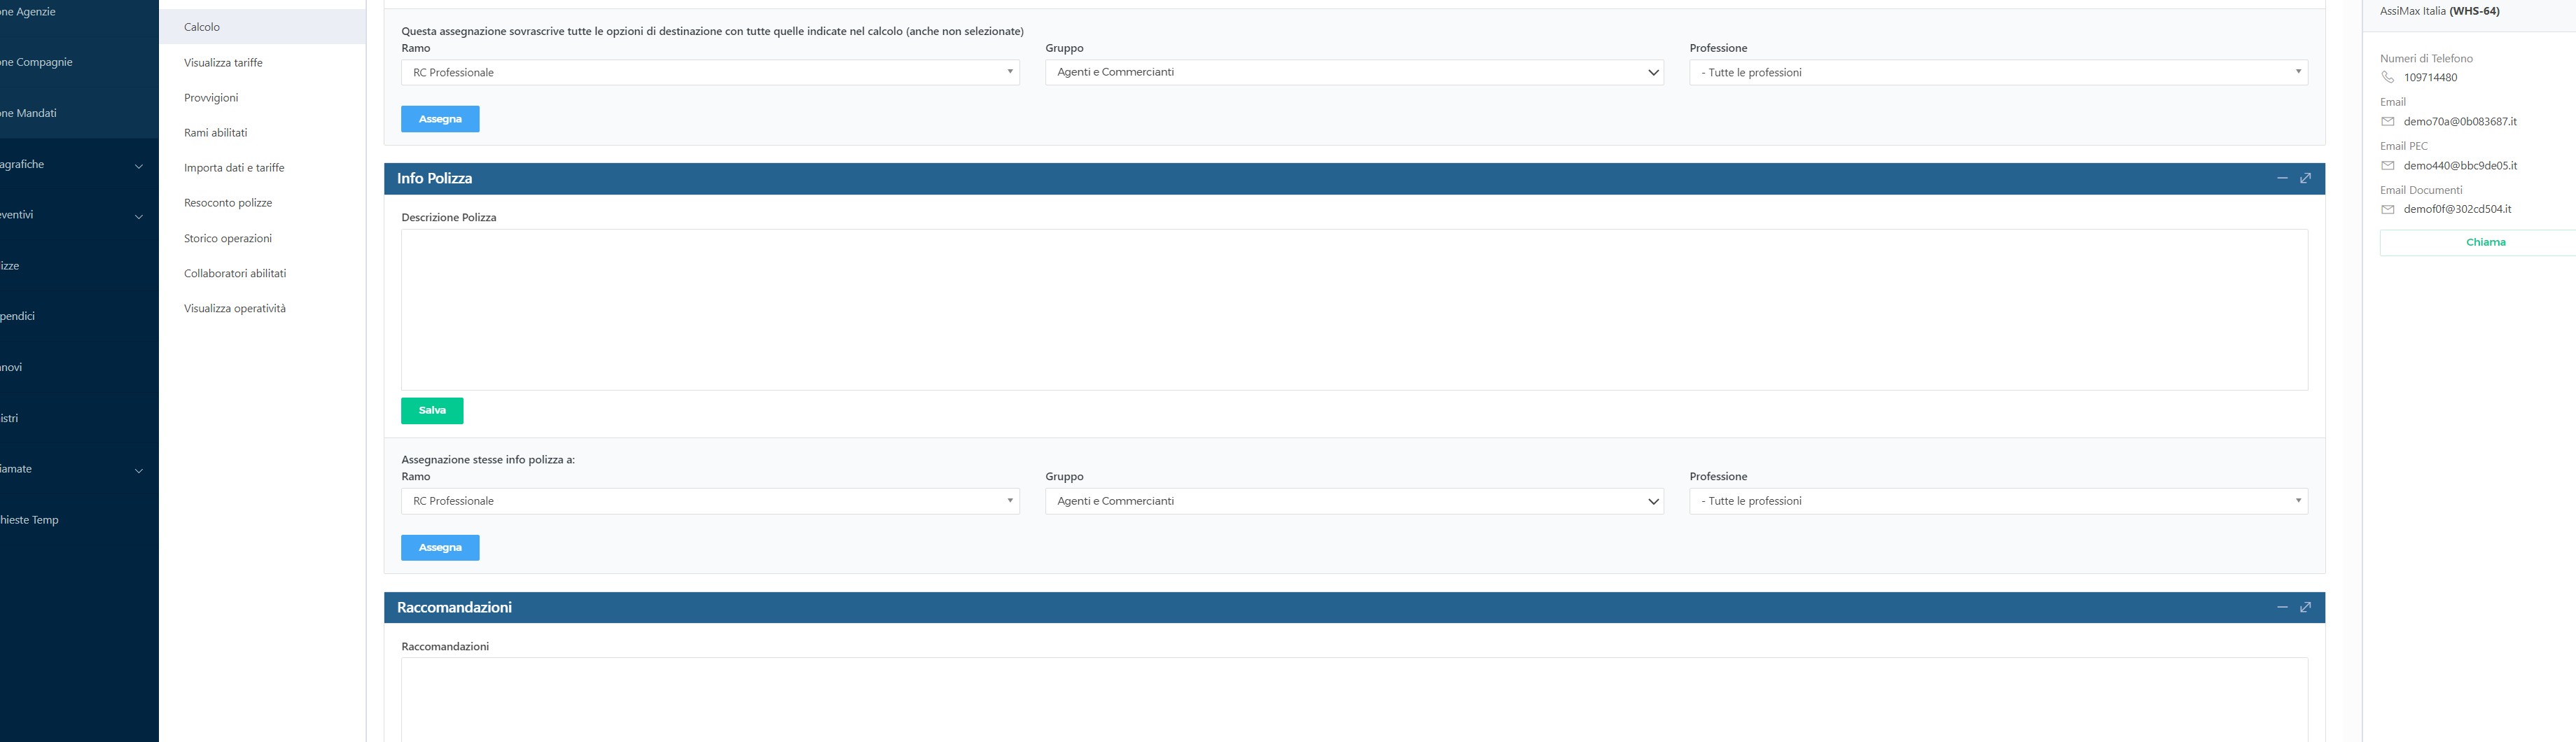 one Agenzie
one Compagnie
one Mandati
agrafiche
eventivi
izze
pendici
nnovi
istri
iamate
hieste Temp
Calcolo
Visualizza tariffe
Provvigioni
Rami abilitati
Importa dati e tariffe
Resoconto polizze
Storico operazioni
Collaboratori abilitati
Visualizza operatività
Questa assegnazione sovrascrive tutte le opzioni di destinazione con tutte quelle indicate nel calcolo (anche non selezionate)
Ramo Gruppo Professione
RC Professionale Agenti e Commercianti - Tutte le professioni
Assegna
Info Polizza
Descrizione Polizza
Salva
Assegnazione stesse info polizza a:
Ramo Gruppo Professione
RC Professionale Agenti e Commercianti - Tutte le professioni
Assegna
Raccomandazioni
Raccomandazioni
AssiMax Italia (WHS-64)
Numeri di Telefono
109714480
Email
demo70a@0b083687.it
Email PEC
demo440@bbc9de05.it
Email Documenti
demof0f@302cd504.it
Chiama